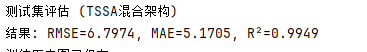 测试集评估 (TSSA混合架构)
结果: RMSE=6.7974, MAE=5.1705, R²=0.9949